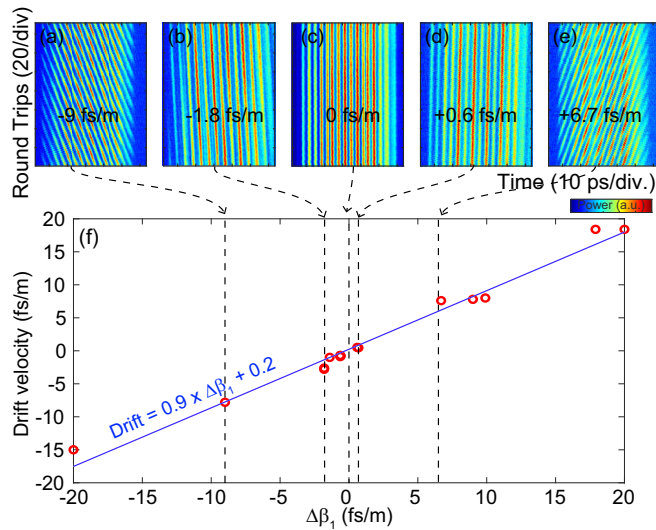 Round Trips (20/div)
(a) (b) (c) (d) (e)
-9 fs/m -1.8 fs/m 0 fs/m +0.6 fs/m +6.7 fs/m
Time (10 ps/div.)
Power (a.u.)
(f)
Drift velocity (fs/m)
20
15
10
5
0
-5
-10
-15
-20
Drift = 0.9 x Δβ₁ + 0.2
-20 -15 -10 -5 0 5 10 15 20
Δβ₁ (fs/m)